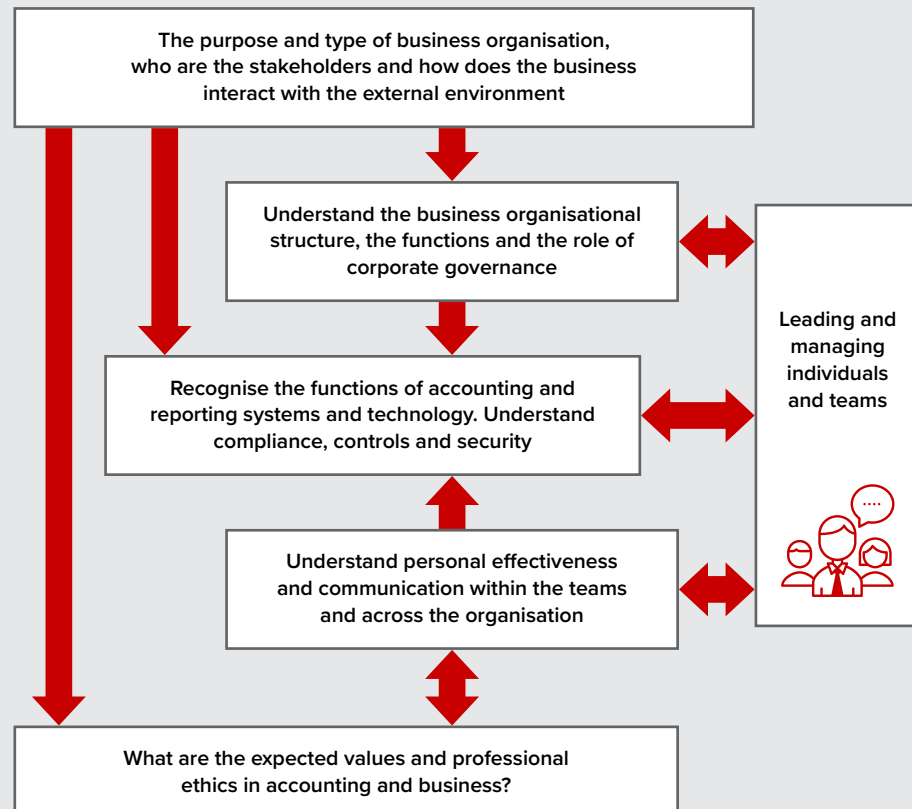 The purpose and type of business organisation,
who are the stakeholders and how does the business
interact with the external environment
Understand the business organisational
structure, the functions and the role of
corporate governance
Leading and
managing
individuals
and teams
Recognise the functions of accounting and
reporting systems and technology. Understand
compliance, controls and security
Understand personal effectiveness
and communication within the teams
and across the organisation
What are the expected values and professional
ethics in accounting and business?